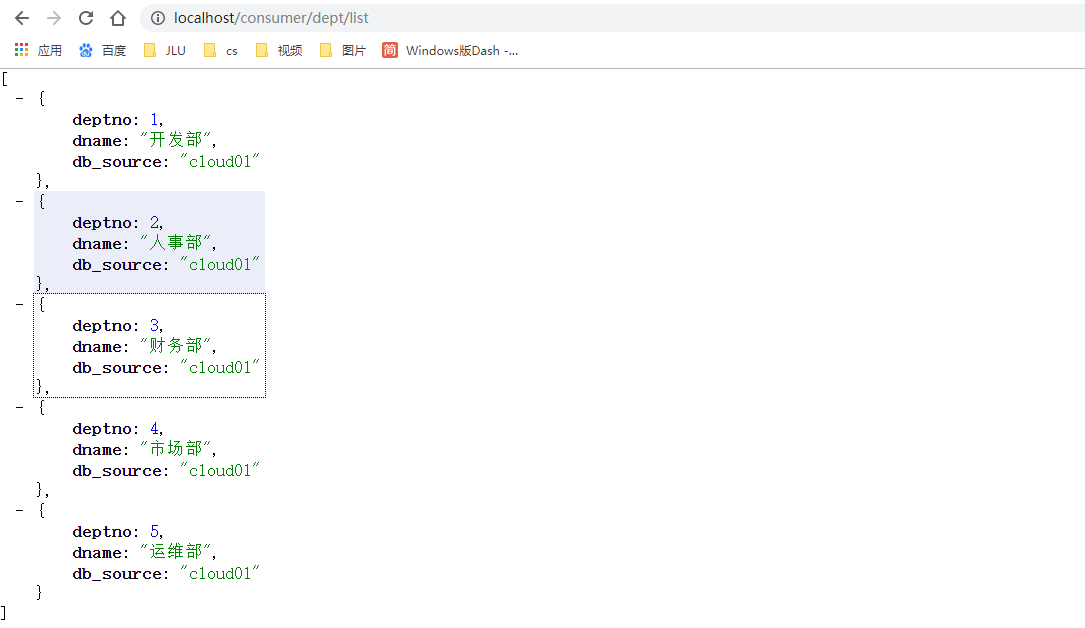 localhost/consumer/dept/list
应用 百度 JLU cs 视频 图片 简 Windows版Dash -...
[
- {
deptno: 1,
dname: "开发部",
db_source: "cloud01"
},
- {
deptno: 2,
dname: "人事部",
db_source: "cloud01"
},
- {
deptno: 3,
dname: "财务部",
db_source: "cloud01"
},
- {
deptno: 4,
dname: "市场部",
db_source: "cloud01"
},
- {
deptno: 5,
dname: "运维部",
db_source: "cloud01"
}
]